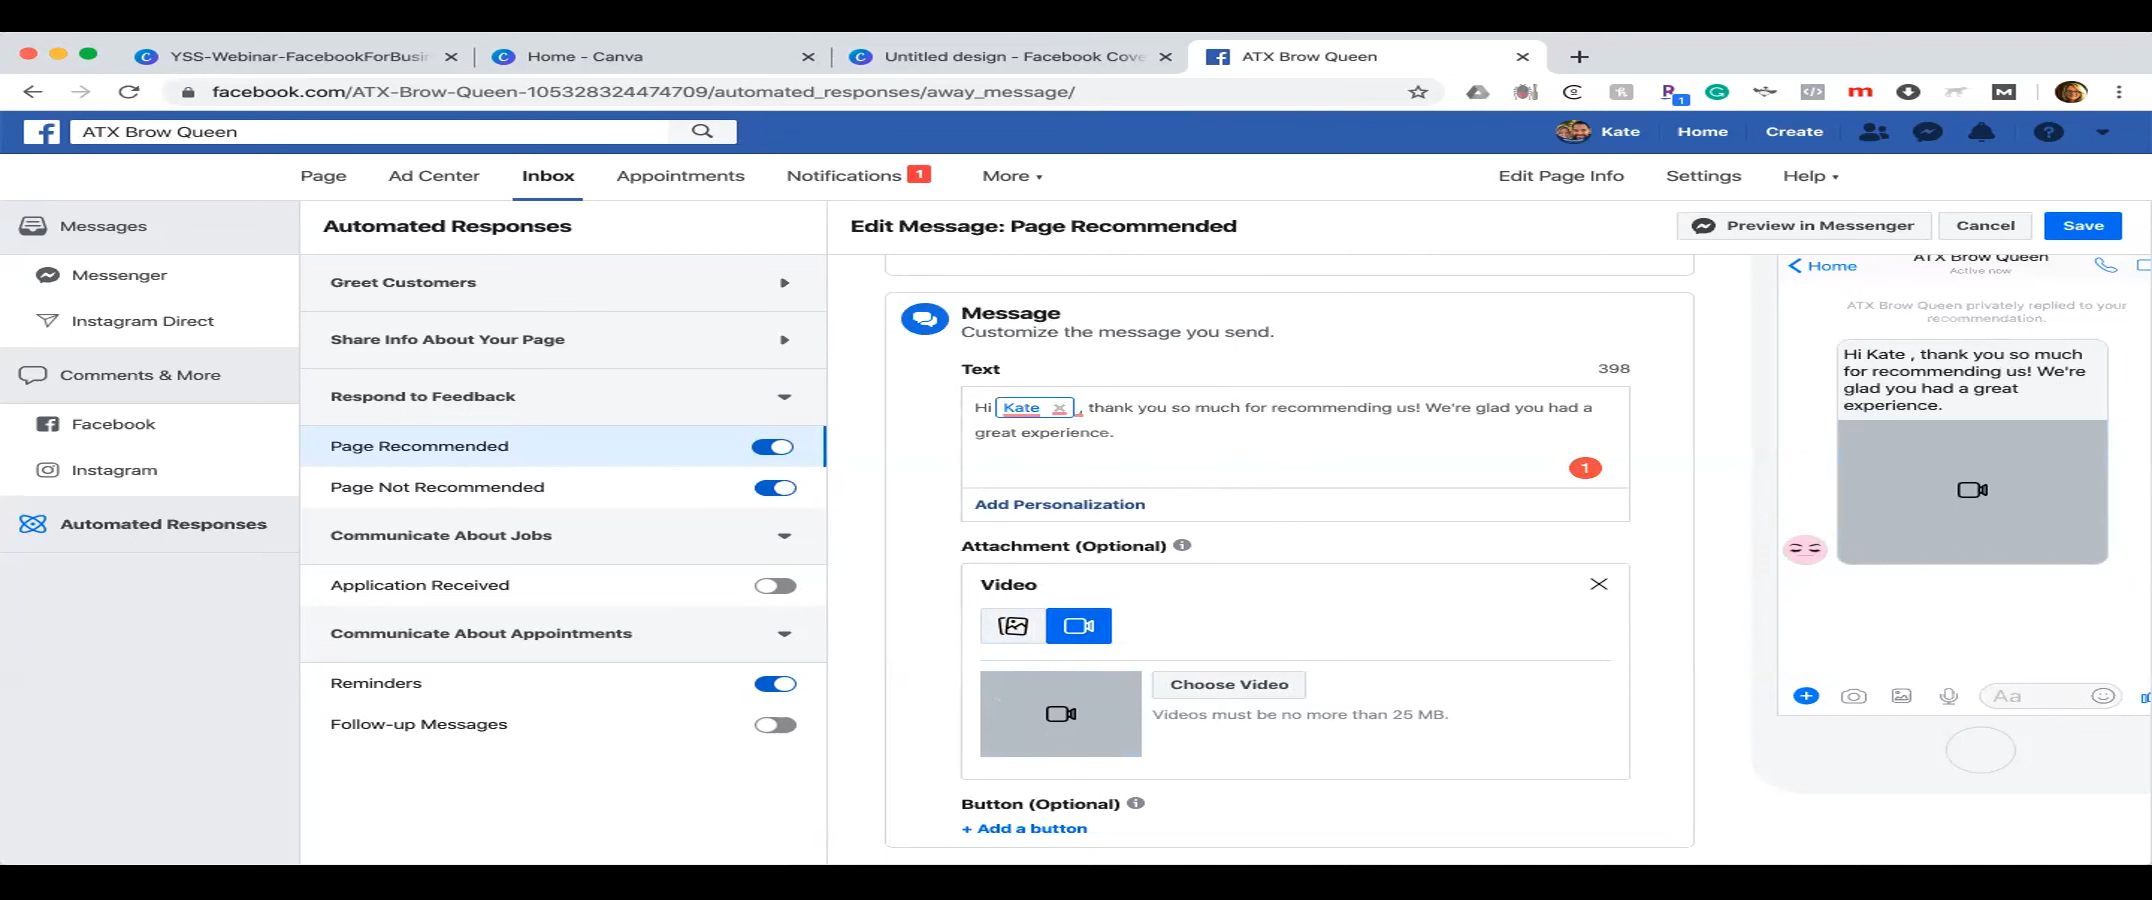 YSS-Webinar-FacebookForBusi
Home - Canva
Untitled design - Facebook Cove
ATX Brow Queen
facebook.com/ATX-Brow-Queen-105328324474709/automated_responses/away_message/
1
ATX Brow Queen
Kate
Home
Create
Page
Ad Center
Inbox
Appointments
Notifications 1
More
Edit Page Info
Settings
Help
Messages
Messenger
Instagram Direct
Comments & More
Facebook
Instagram
Automated Responses
Automated Responses
Greet Customers
Share Info About Your Page
Respond to Feedback
Page Recommended
Page Not Recommended
Communicate About Jobs
Application Received
Communicate About Appointments
Reminders
Follow-up Messages
Edit Message: Page Recommended
Preview in Messenger
Cancel
Save
Message
Customize the message you send.
Text
398
Hi Kate , thank you so much for recommending us! We're glad you had a
great experience.
1
Add Personalization
Attachment (Optional)
Video
Choose Video
Videos must be no more than 25 MB.
Button (Optional)
+ Add a button
Home
ATX Brow Queen
Active now
ATX Brow Queen privately replied to your
recommendation.
Hi Kate , thank you so much
for recommending us! We're
glad you had a great
experience.
Aa